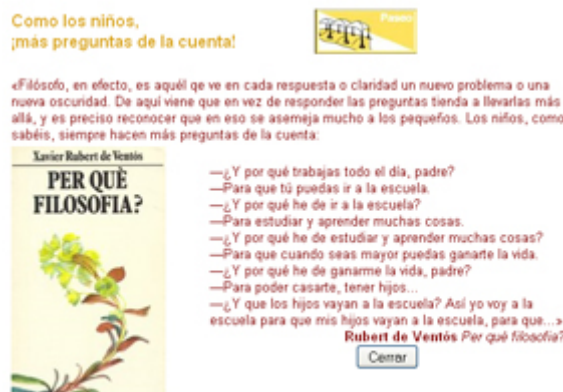 Como los niños,
¡más preguntas de la cuenta!
Paseo
«Filósofo, en efecto, es aquél qe ve en cada respuesta o claridad un nuevo problema o una
nueva oscuridad. De aquí viene que en vez de responder las preguntas tienda a llevarlas más
allá, y es preciso reconocer que en eso se asemeja mucho a los pequeños. Los niños, como
sabéis, siempre hacen más preguntas de la cuenta:
Xavier Rubert de Ventós
PER QUÈ
FILOSOFIA?
—¿Y por qué trabajas todo el día, padre?
—Para que tú puedas ir a la escuela.
—¿Y por qué he de ir a la escuela?
—Para estudiar y aprender muchas cosas.
—¿Y por qué he de estudiar y aprender muchas cosas?
—Para que cuando seas mayor puedas ganarte la vida.
—¿Y por qué he de ganarme la vida, padre?
—Para poder casarte, tener hijos...
—¿Y que los hijos vayan a la escuela? Así yo voy a la
escuela para que mis hijos vayan a la escuela, para que...»
Rubert de Ventós Per què filosofia?
Cerrar